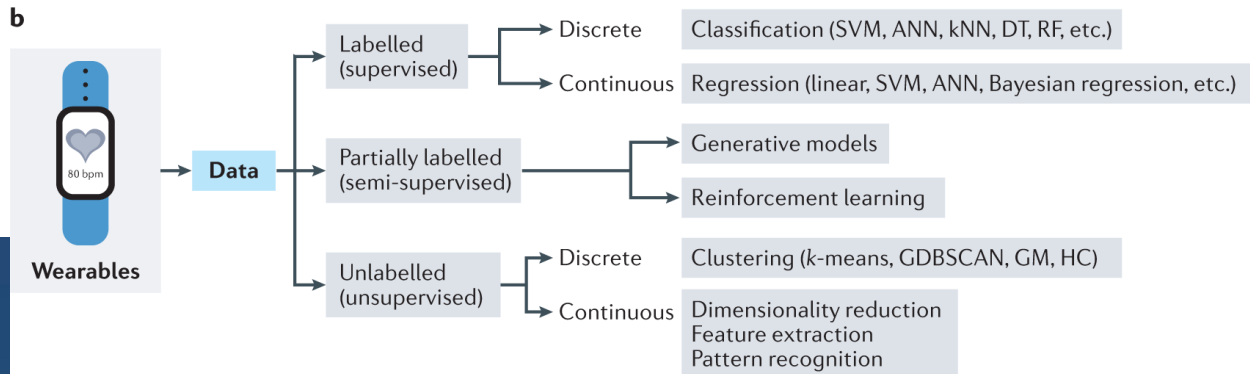 b
80 bpm
Wearables
Data
Labelled
(supervised)
Discrete
Classification (SVM, ANN, kNN, DT, RF, etc.)
Continuous
Regression (linear, SVM, ANN, Bayesian regression, etc.)
Partially labelled
(semi-supervised)
Generative models
Reinforcement learning
Unlabelled
(unsupervised)
Discrete
Clustering (k-means, GDBSCAN, GM, HC)
Continuous
Dimensionality reduction
Feature extraction
Pattern recognition